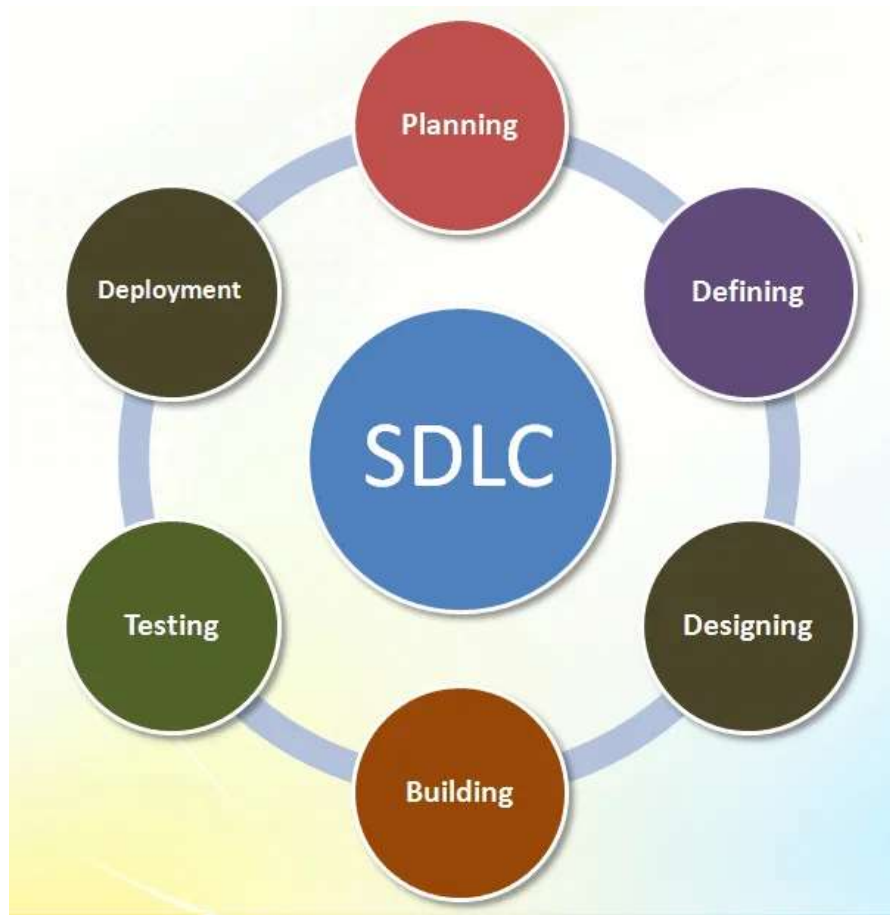 Planning
Defining
Designing
Building
Testing
Deployment
SDLC